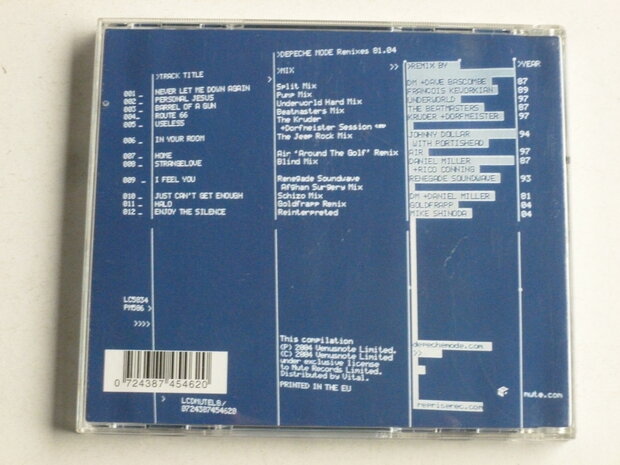 >DEPECHE MODE Remixes 81.04
>TRACK TITLE >MIX >> >REMIX BY >YEAR
001 _ NEVER LET ME DOWN AGAIN Split Mix DM +DAVE BASCOMBE 87
002 _ PERSONAL JESUS Pump Mix FRANÇOIS KEVORKIAN 89
003 _ BARREL OF A GUN Underworld Hard Mix UNDERWORLD 97
004_ ROUTE 66 Beatmasters Mix THE BEATMASTERS 87
005 _ USELESS The Kruder KRUDER +DORFMEISTER 97
+Dorfmeister Session ™
006 _ IN YOUR ROOM The Jeep Rock Mix JOHNNY DOLLAR 94
WITH PORTISHEAD
007 _ HOME Air 'Around The Golf' Remix AIR 97
008 _ STRANGELOVE Blind Mix DANIEL MILLER 87
+RICO CONNING
009 _ I FEEL YOU Renegade Soundwave RENEGADE SOUNDWAVE 93
Afghan Surgery Mix
010 _ JUST CAN'T GET ENOUGH Schizo Mix DM +DANIEL MILLER 81
011 _ HALO Goldfrapp Remix GOLDFRAPP 04
012 _ ENJOY THE SILENCE Reinterpreted MIKE SHINODA 04
LC5834
PM586 >
>>>>
This compilation
(P) 2004 Venusnote Limited.
(C) 2004 Venusnote Limited
under exclusive license
to Mute Records Limited.
Distributed by Vital.
PRINTED IN THE EU
depechemode.com
>>
0 724387 454620
> LCDMUTEL8/
0724387454620
repriserec.com
mute.com